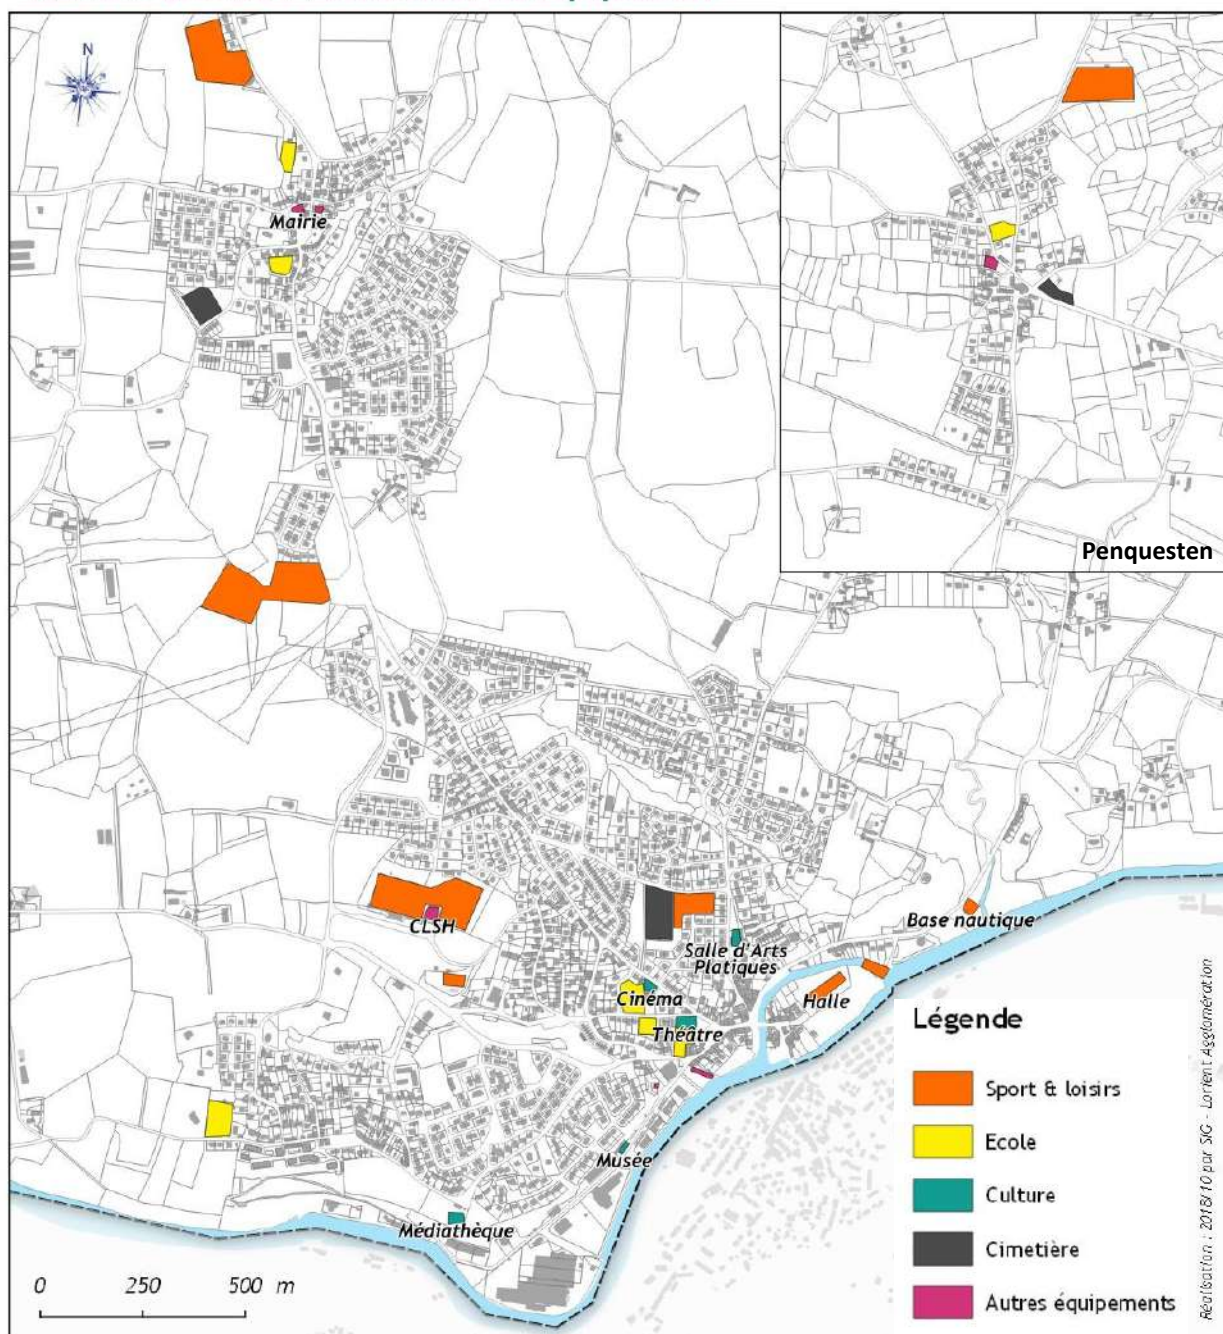 N
Mairie
Penquesten
CLSH
Base nautique
Salle d'Arts
Platiques
Cinéma
Halle
Théâtre
Musée
Médiathèque
0 250 500 m
Légende
Sport & loisirs
Ecole
Culture
Cimetière
Autres équipements
Réalisation : 2018/10 par SIG - Lorient Agglomération